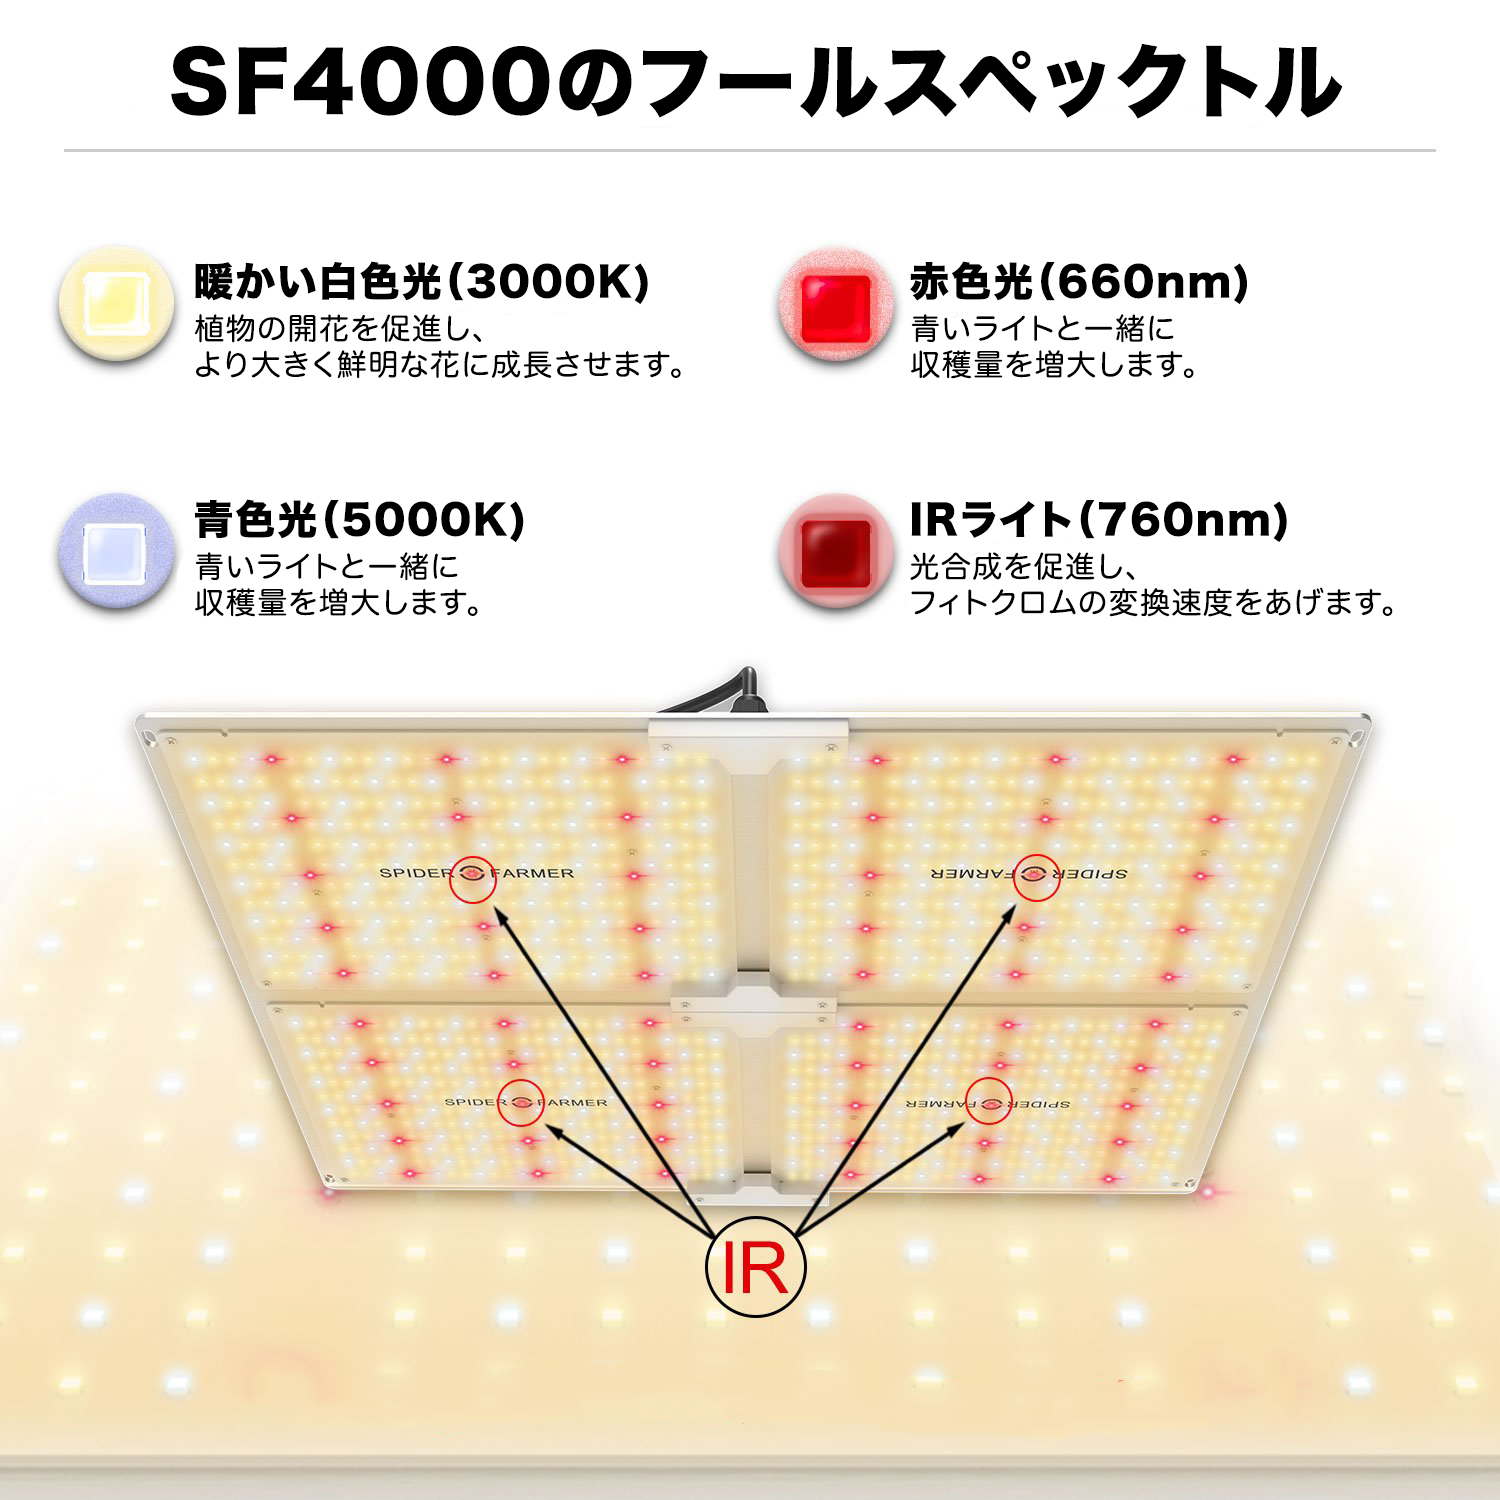 SF4000のフールスペックトル
暖かい白色光(3000K)
植物の開花を促進し、
より大きく鮮明な花に成長させます。
赤色光(660nm)
青いライトと一緒に
収穫量を増大します。
青色光(5000K)
青いライトと一緒に
収穫量を増大します。
IRライト(760nm)
光合成を促進し、
フィトクロムの変換速度をあげます。
SPIDER FARMER
SPIDER FARMER
SPIDER FARMER
SPIDER FARMER
IR